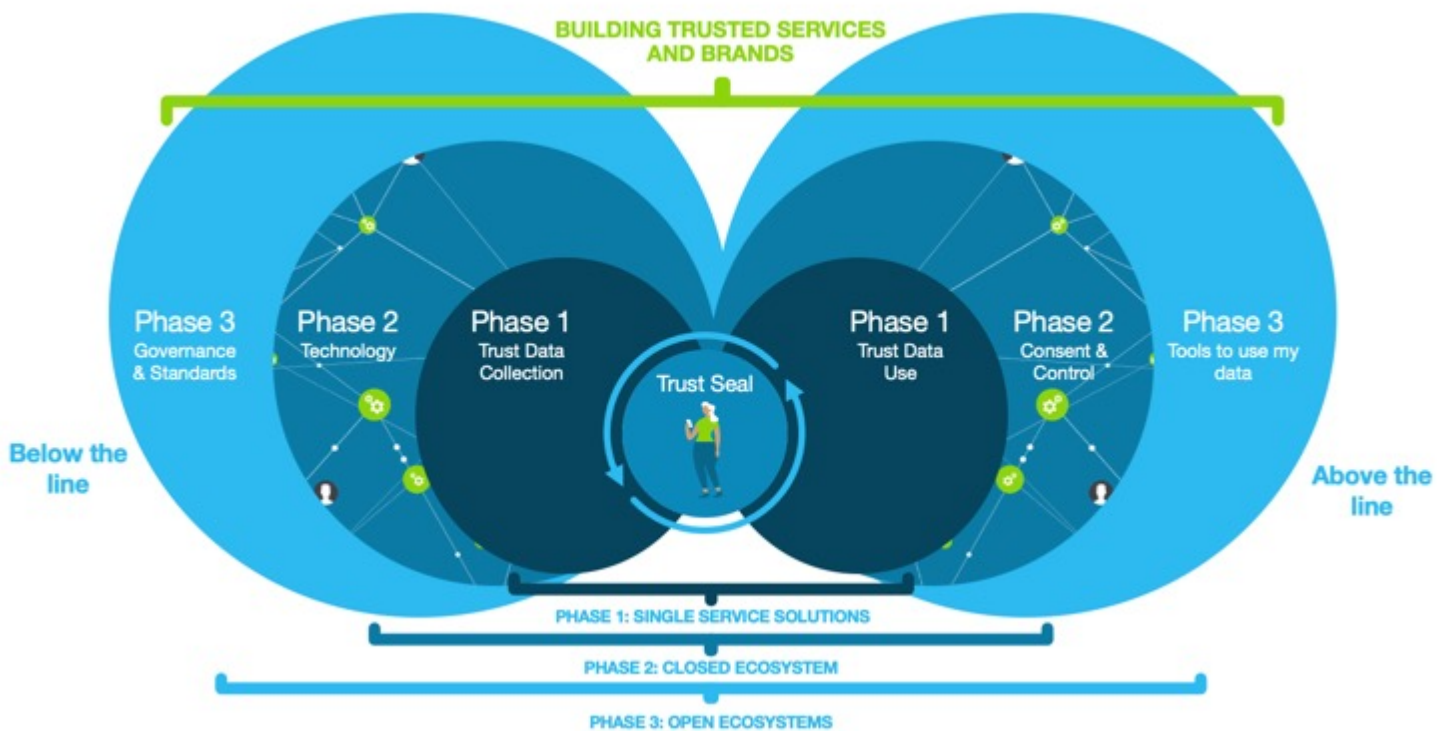 BUILDING TRUSTED SERVICES
AND BRANDS
Phase 3
Governance
& Standards
Phase 2
Technology
Phase 1
Trust Data
Collection
Trust Seal
Phase 1
Trust Data
Use
Phase 2
Consent &
Control
Phase 3
Tools to use my
data
Below the
line
Above the
line
PHASE 1: SINGLE SERVICE SOLUTIONS
PHASE 2: CLOSED ECOSYSTEM
PHASE 3: OPEN ECOSYSTEMS